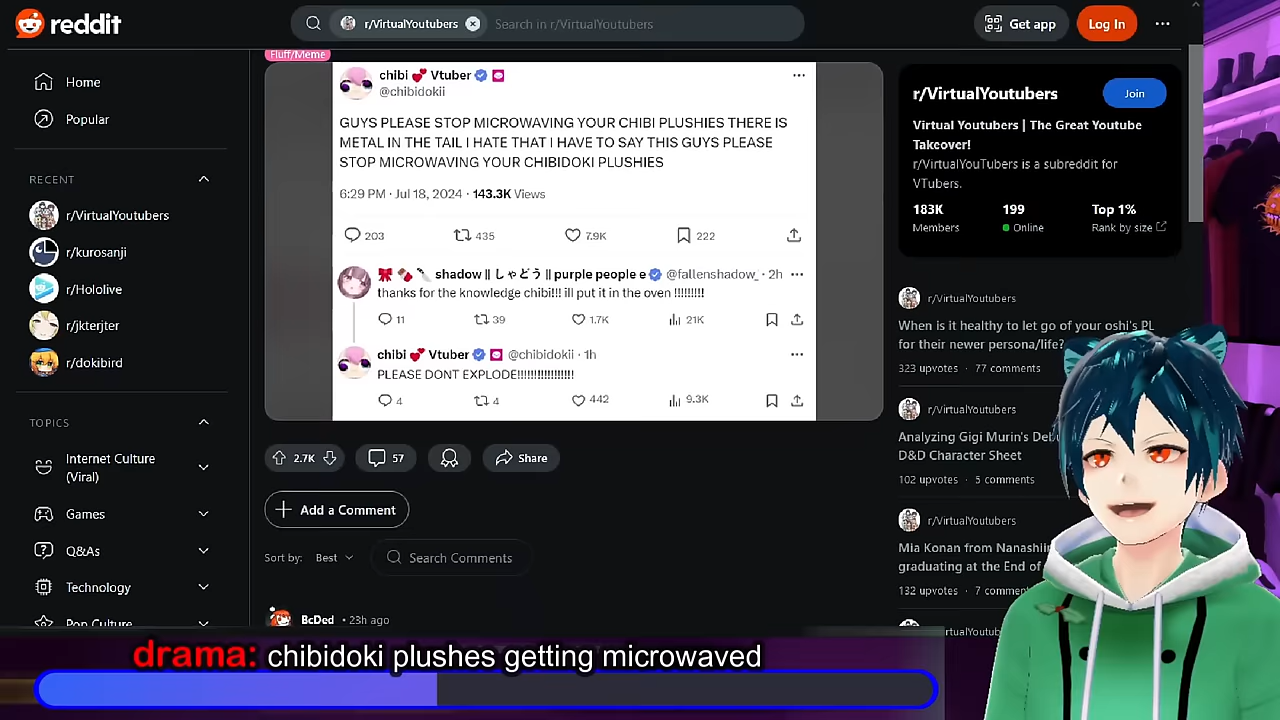 reddit
r/VirtualYoutubers
Search in r/VirtualYoutubers
Get app
Log In
Home
Popular
RECENT
r/VirtualYoutubers
r/kurosanji
r/Hololive
r/jkterjter
r/dokibird
TOPICS
Internet Culture
(Viral)
Games
Q&As
Technology
Pop Culture
Fluff/Meme
chibi 💕 Vtuber
@chibidokii
GUYS PLEASE STOP MICROWAVING YOUR CHIBI PLUSHIES THERE IS
METAL IN THE TAIL I HATE THAT I HAVE TO SAY THIS GUYS PLEASE
STOP MICROWAVING YOUR CHIBIDOKI PLUSHIES
6:29 PM · Jul 18, 2024 · 143.3K Views
203 435 7.9K 222
shadow || しゃどう || purple people e @fallenshadow_ · 2h
thanks for the knowledge chibi!!! ill put it in the oven !!!!!!!!!
11 39 1.7K 21K
chibi 💕 Vtuber @chibidokii · 1h
PLEASE DONT EXPLODE!!!!!!!!!!!!!!!!!
4 4 442 9.3K
2.7K 57 Share
Add a Comment
Sort by: Best Search Comments
BcDed • 23h ago
r/VirtualYoutubers
Join
Virtual Youtubers | The Great Youtube
Takeover!
r/VirtualYouTubers is a subreddit for
VTubers.
183K 199 Top 1%
Members Online Rank by size
r/VirtualYoutubers
When is it healthy to let go of your oshi's PL
for their newer persona/life?
323 upvotes · 77 comments
r/VirtualYoutubers
Analyzing Gigi Murin's
D&D Character Sheet
102 upvotes · 5 comments
r/VirtualYoutubers
Mia Konan from
graduating at the End of
132 upvotes · 7
drama: chibidoki plushes getting microwaved